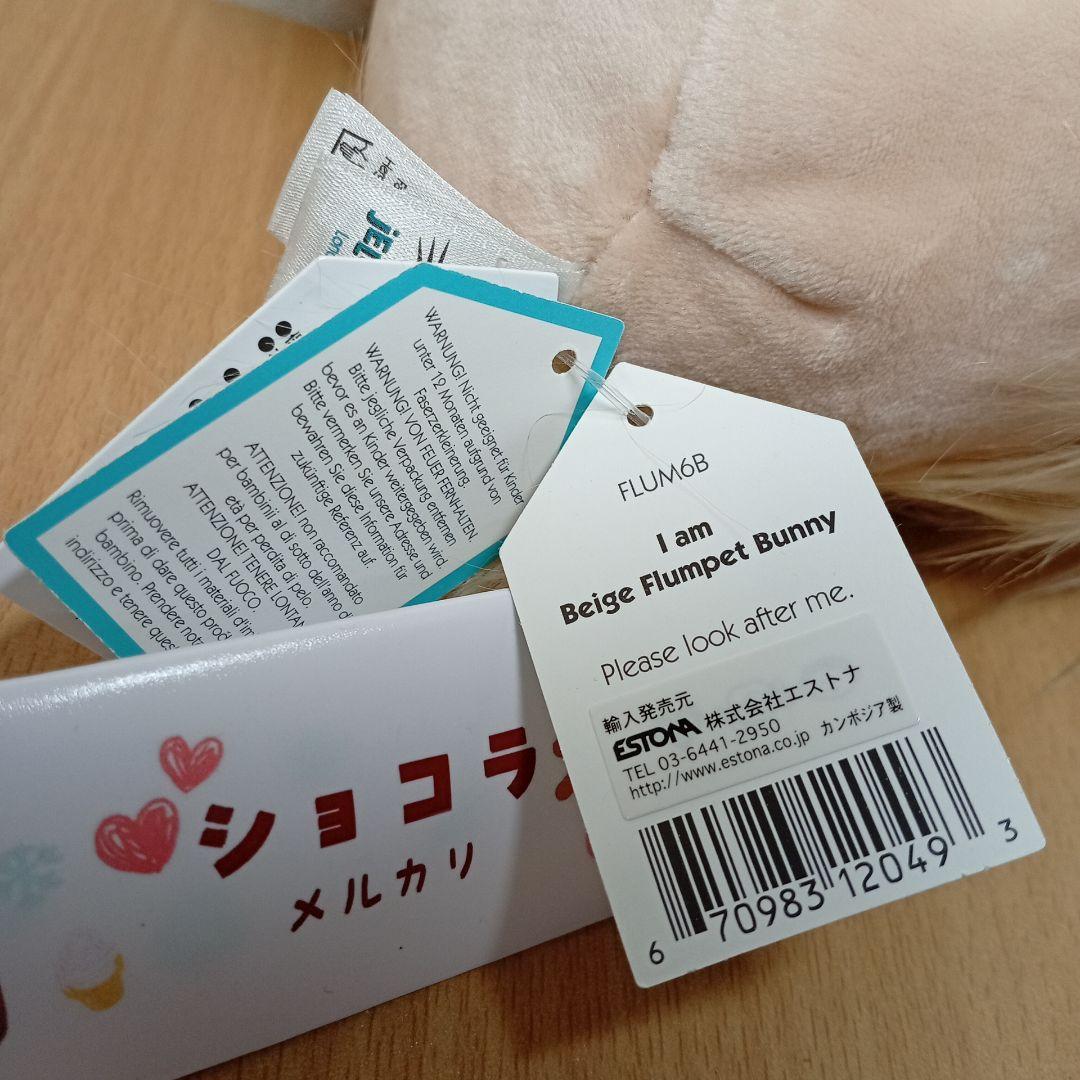 WARNUNG! Nicht geeignet für Kinder
unter 12 Monaten aufgrund von
Faserzerkleinerung.
WARNUNG! VON FEUER FERNHALTEN.
Bitte jegliche Verpackung entfernen
bevor es an Kinder weitergegeben wird.
Bitte vermerken Sie unsere Adresse und
bewahren Sie diese Information für
zukünftige Referenz auf.
ATTENZIONE! non raccomandato
per bambini al di sotto dell'anno d
età per perdita di pelo.
ATTENZIONE! TENERE LONTAN
DAL FUOCO.
Rimuovere tutti i materiali d'im
prima di dare questo prod
bambino. Prendere nota
indirizzo e tenere quest
FLUM6B
I am
Beige Flumpet Bunny
Please look after me.
輸入発売元
ESTONA 株式会社エストナ
TEL 03-6441-2950
http://www.estona.co.jp カンボジア製
6 70983 12049 3
ショコラ
メルカリ